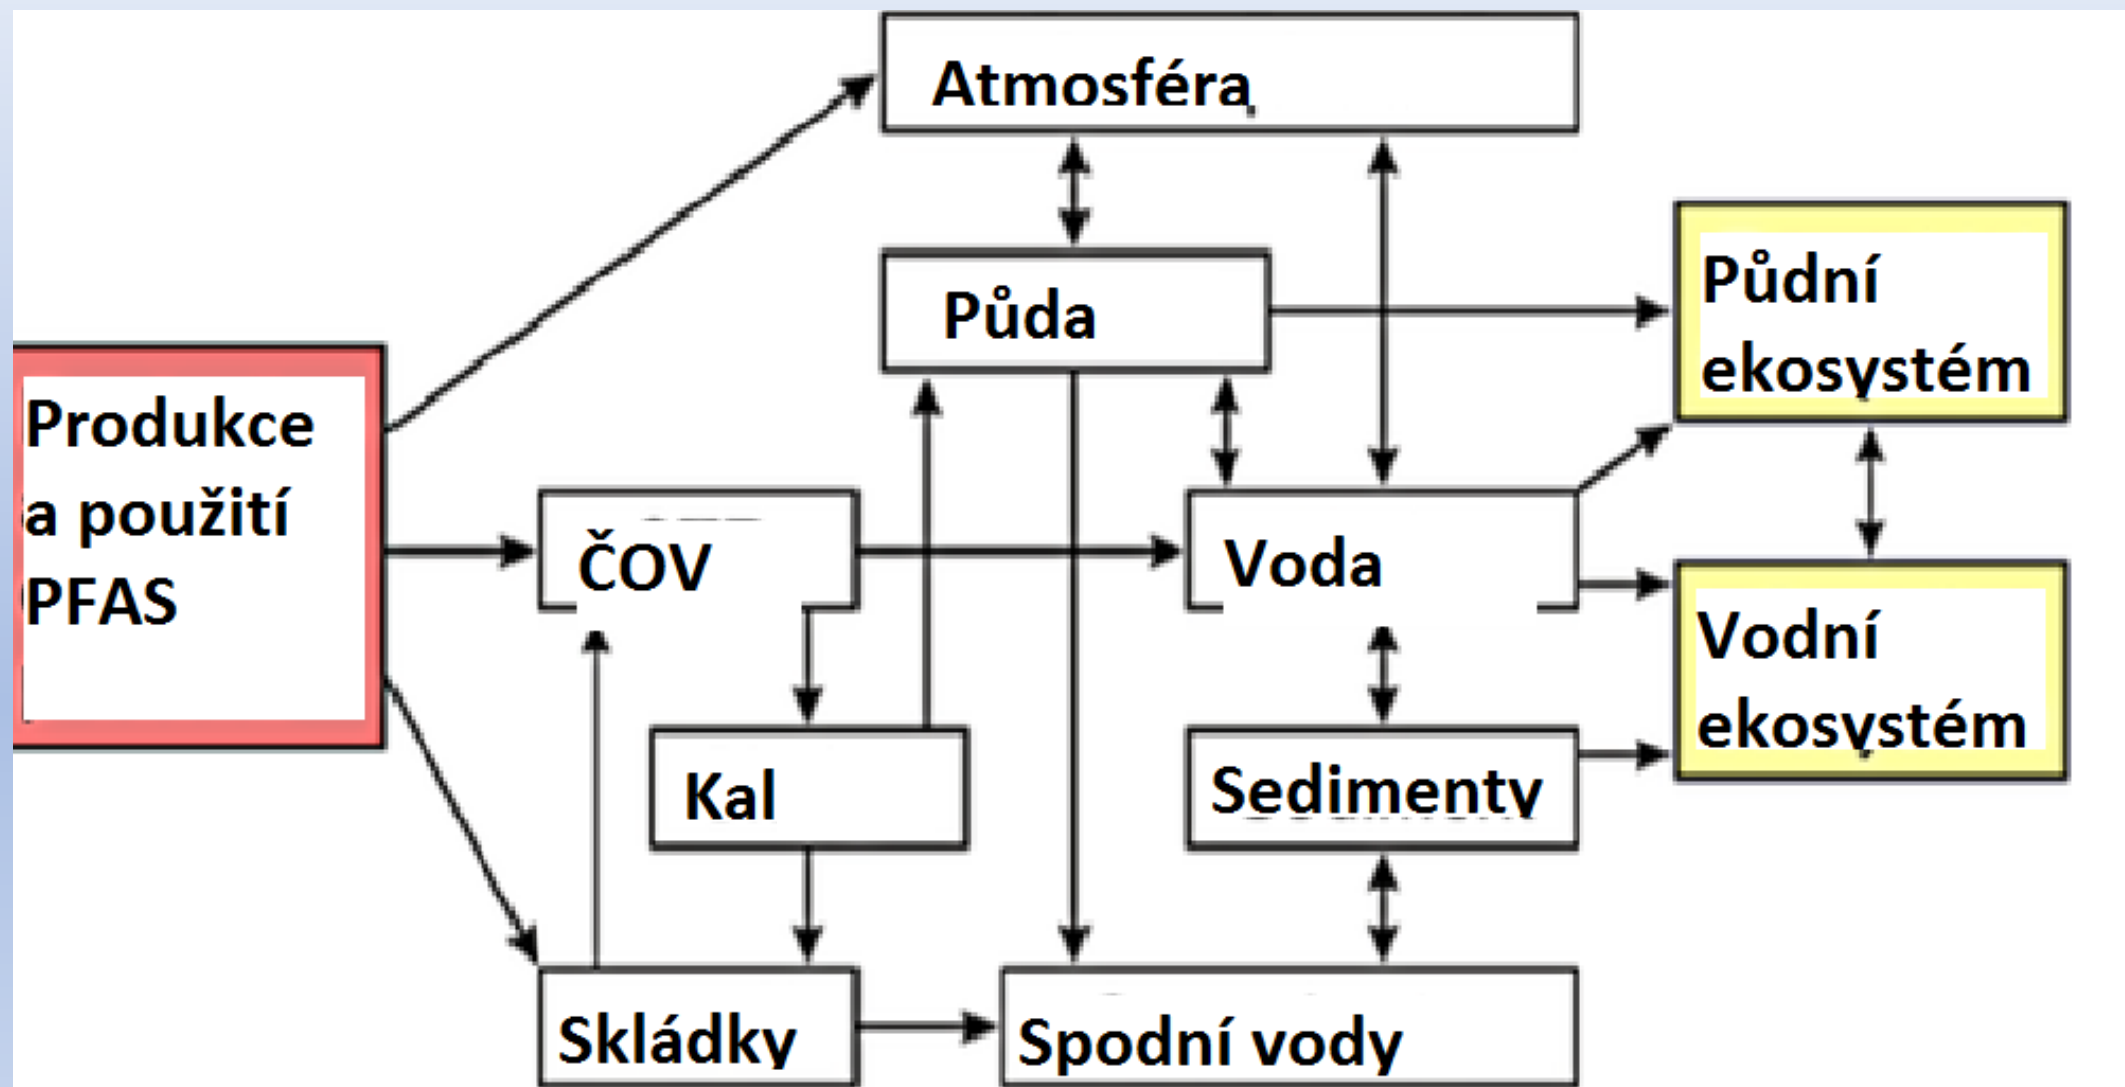 Atmosféra
Půda
Půdní
ekosystém
Produkce
a použití
PFAS
ČOV
Voda
Vodní
ekosystém
Kal
Sedimenty
Skládky
Spodní vody